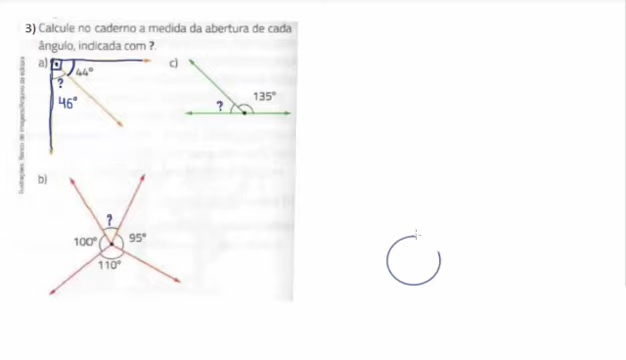 3) Calcule no caderno a medida da abertura de cada
ângulo, indicada com ?.
a)
44°
?
46°
c)
135°
?
b)
?
100°
95°
110°